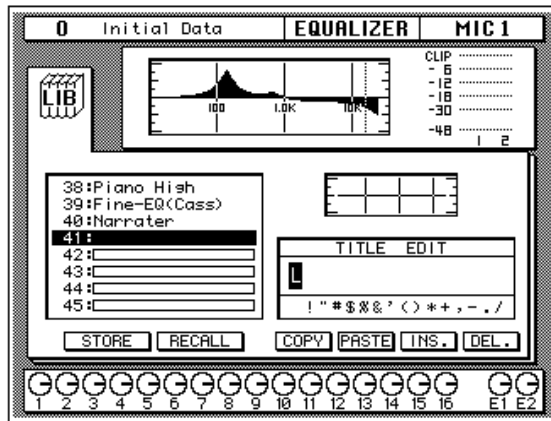 0 Initial Data EQUALIZER MIC 1
LIB
100 1.0K 10K
CLIP
- 6
-12
-18
-30
-48
1 2
38:Piano High
39:Fine-EQ(Cass)
40:Narrater
41:
42:
43:
44:
45:
TITLE EDIT
L
!"#$%&'()*+,-./
STORE RECALL COPY PASTE INS. DEL.
1 2 3 4 5 6 7 8 9 10 11 12 13 14 15 16 E1 E2